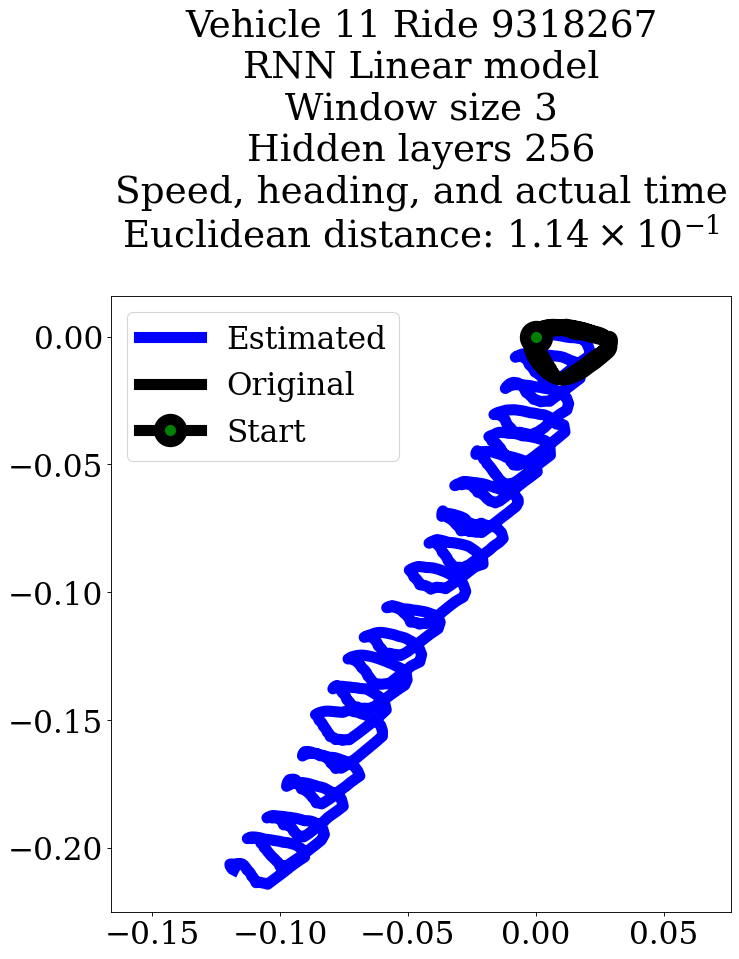 Vehicle 11 Ride 9318267
RNN Linear model
Window size 3
Hidden layers 256
Speed, heading, and actual time
Euclidean distance: 1.14 × 10⁻¹
Estimated
Original
Start
0.00
−0.05
−0.10
−0.15
−0.20
−0.15 −0.10 −0.05 0.00 0.05